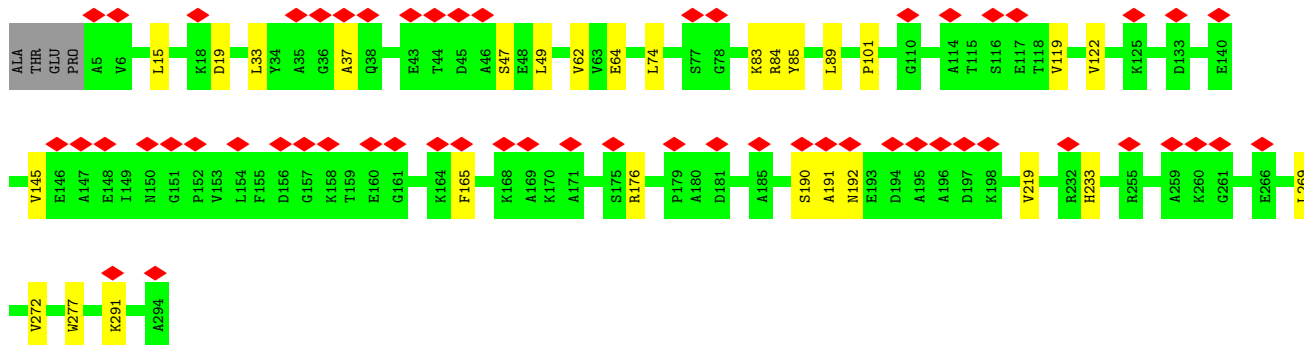 ALA THR GLU PRO A5 V6 L15 K18 D19 L33 Y34 A35 G36 A37 Q38 E43 T44 D45 A46 S47 E48 L49 V62 V63 E64 L74 S77 G78 K83 R84 Y85 L89 P101 G110 A114 T115 S116 E117 T118 V119 V122 K125 D133 E140
V145 E146 A147 E148 I149 N150 G151 P152 V153 L154 F155 D156 G157 K158 T159 E160 G161 K164 F165 K168 A169 K170 A171 S175 R176 P179 A180 D181 A185 S190 A191 N192 E193 D194 A195 A196 D197 K198 V219 R232 H233 R255 A259 K260 G261 E266 L269
V272 W277 K291 A294